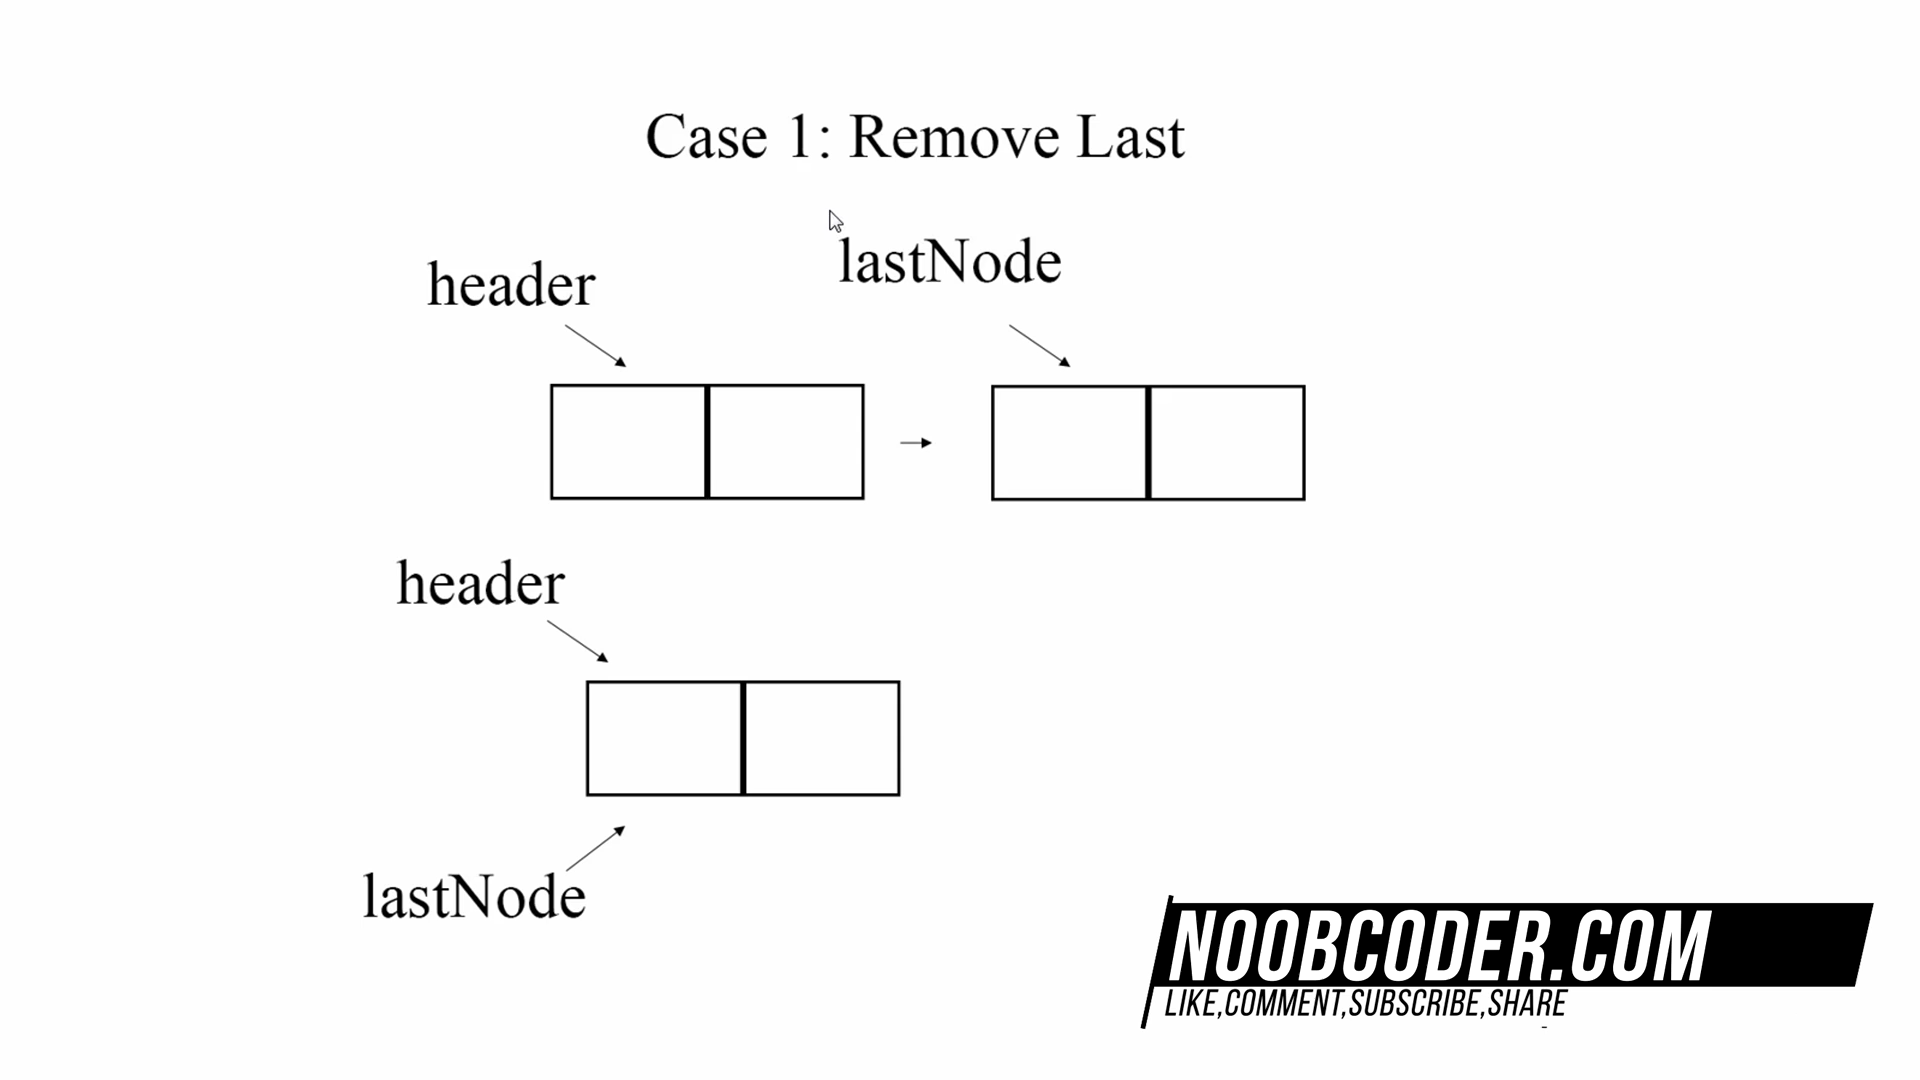 Case 1: Remove Last
lastNode
header
header
lastNode
NOOBCODER.COM
LIKE,COMMENT,SUBSCRIBE,SHARE